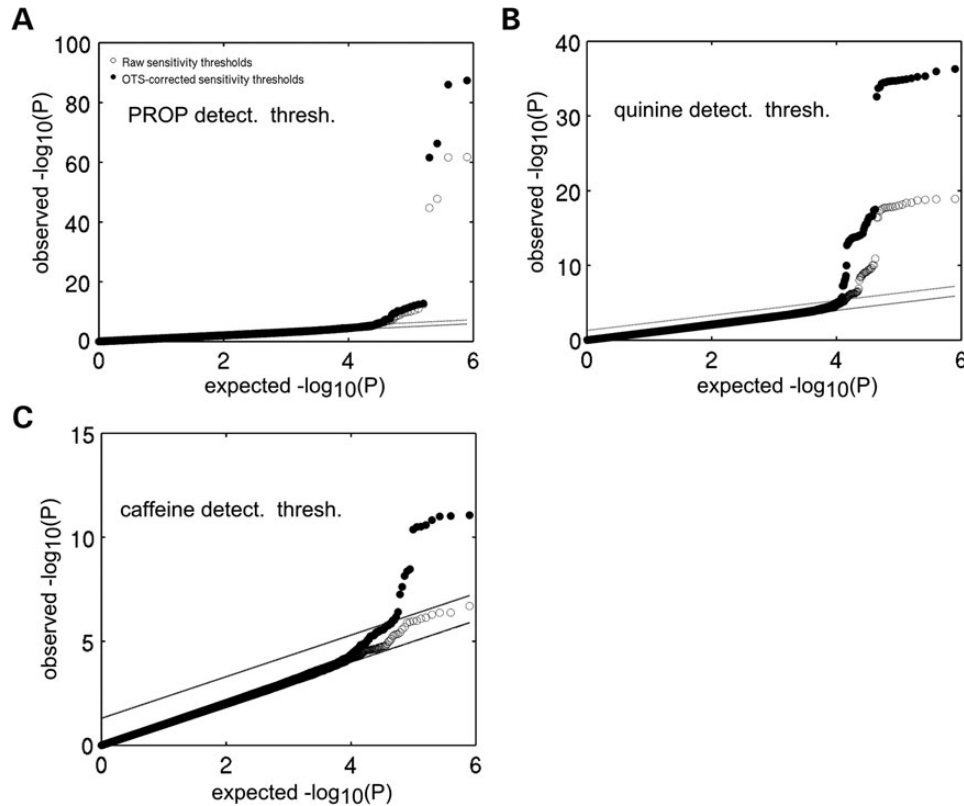 A
100
80
60
40
20
0
0 2 4 6
observed -log10(P)
expected -log10(P)
Raw sensitivity thresholds
OTS-corrected sensitivity thresholds
PROP detect. thresh.
B
40
30
20
10
0
0 2 4 6
observed -log10(P)
expected -log10(P)
quinine detect. thresh.
C
15
10
5
0
0 2 4 6
observed -log10(P)
expected -log10(P)
caffeine detect. thresh.